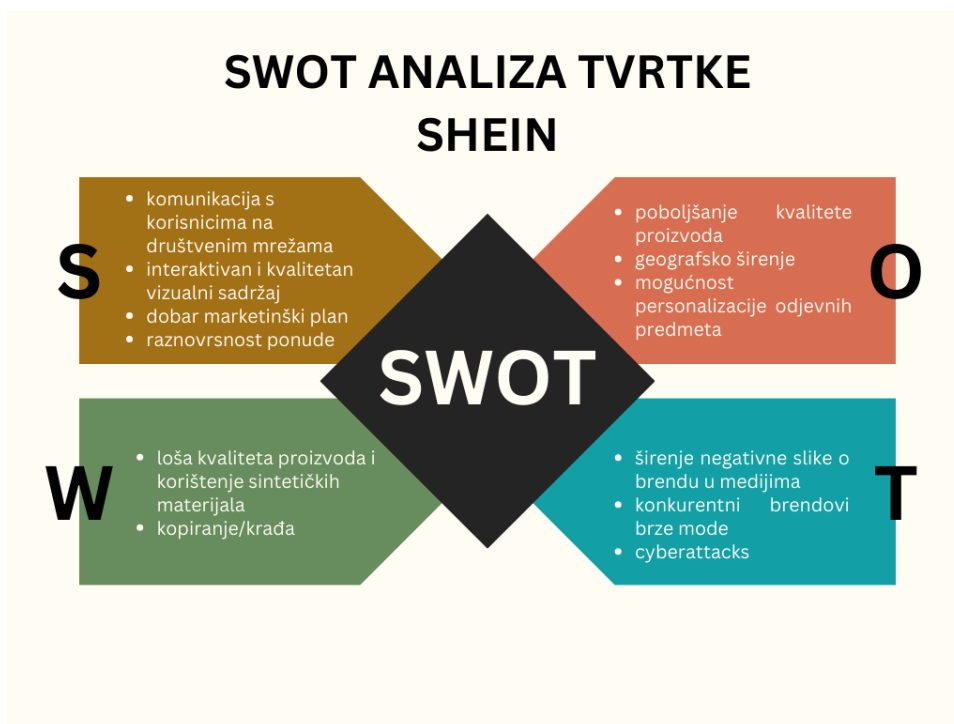 SWOT ANALIZA TVRTKE
SHEIN
S
komunikacija s
korisnicima na
društvenim mrežama
interaktivan i kvalitetan
vizualni sadržaj
dobar marketinški plan
raznovrsnost ponude
poboljšanje kvalitete
proizvoda
geografsko širenje
mogućnost
personalizacije odjevnih
predmeta
O
SWOT
W
loša kvaliteta proizvoda i
korištenje sintetičkih
materijala
kopiranje/krađa
širenje negativne slike o
brendu u medijima
konkurentni brendovi
brze mode
cyberattacks
T